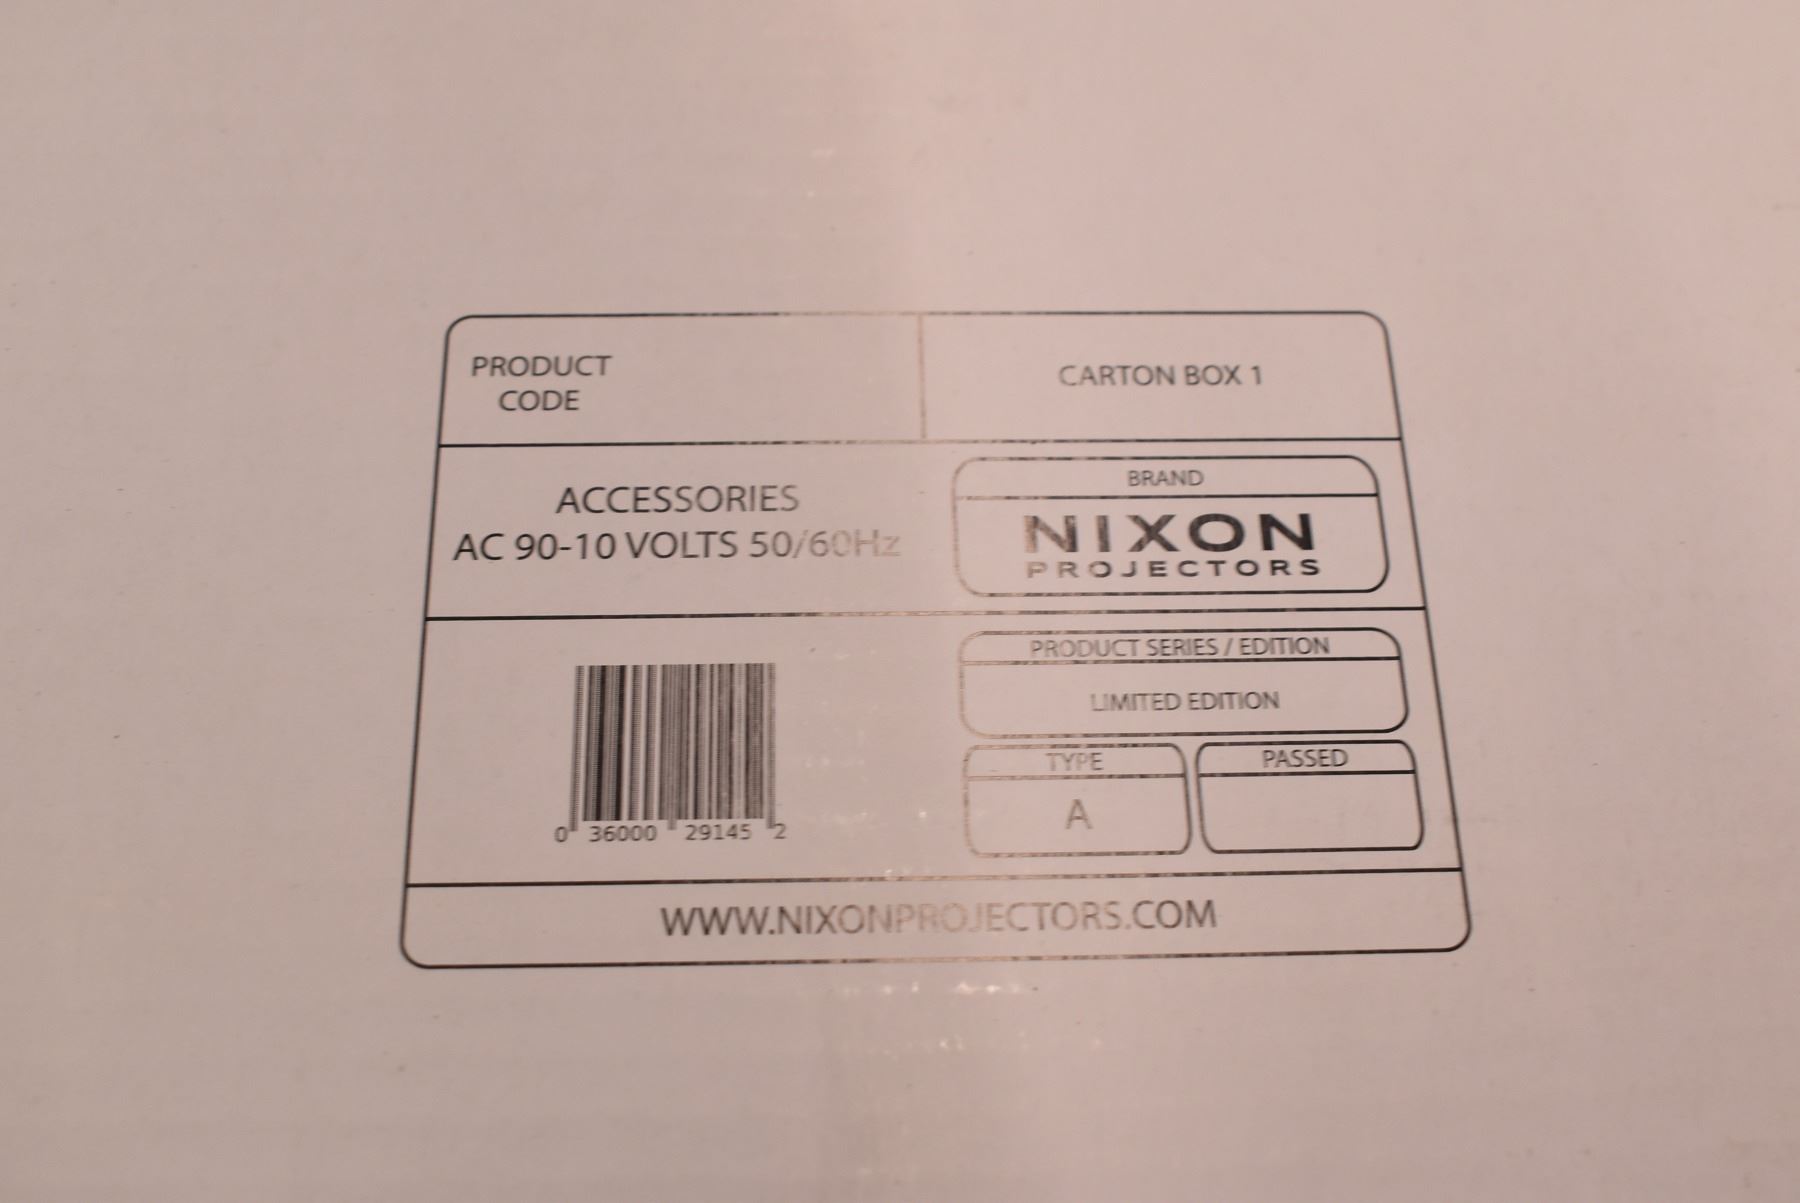 PRODUCT
CODE
CARTON BOX 1
ACCESSORIES
AC 90-10 VOLTS 50/60Hz
BRAND
NIXON
PROJECTORS
PRODUCT SERIES / EDITION
LIMITED EDITION
TYPE
PASSED
A
0 36000 29145 2
WWW.NIXONPROJECTORS.COM